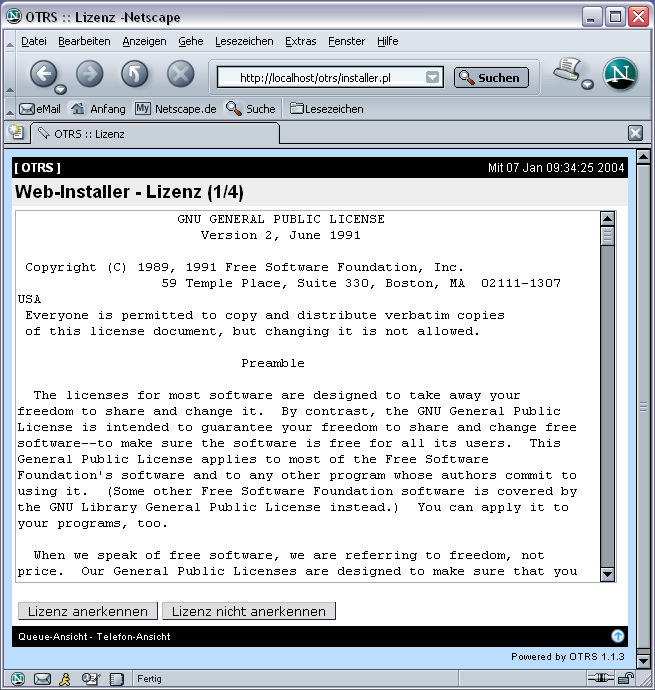 OTRS :: Lizenz -Netscape
Datei Bearbeiten Anzeigen Gehe Lesezeichen Extras Fenster Hilfe
http://localhost/otrs/installer.pl Suchen N
eMail Anfang My Netscape.de Suche Lesezeichen
OTRS :: Lizenz
[ OTRS ] Mit 07 Jan 09:34:25 2004
Web-Installer - Lizenz (1/4)
GNU GENERAL PUBLIC LICENSE
Version 2, June 1991
Copyright (C) 1989, 1991 Free Software Foundation, Inc.
59 Temple Place, Suite 330, Boston, MA 02111-1307
USA
Everyone is permitted to copy and distribute verbatim copies
of this license document, but changing it is not allowed.
Preamble
The licenses for most software are designed to take away your
freedom to share and change it. By contrast, the GNU General Public
License is intended to guarantee your freedom to share and change free
software--to make sure the software is free for all its users. This
General Public License applies to most of the Free Software
Foundation's software and to any other program whose authors commit to
using it. (Some other Free Software Foundation software is covered by
the GNU Library General Public License instead.) You can apply it to
your programs, too.
When we speak of free software, we are referring to freedom, not
price. Our General Public Licenses are designed to make sure that you
Lizenz anerkennen Lizenz nicht anerkennen
Queue-Ansicht - Telefon-Ansicht
Powered by OTRS 1.1.3
Fertig